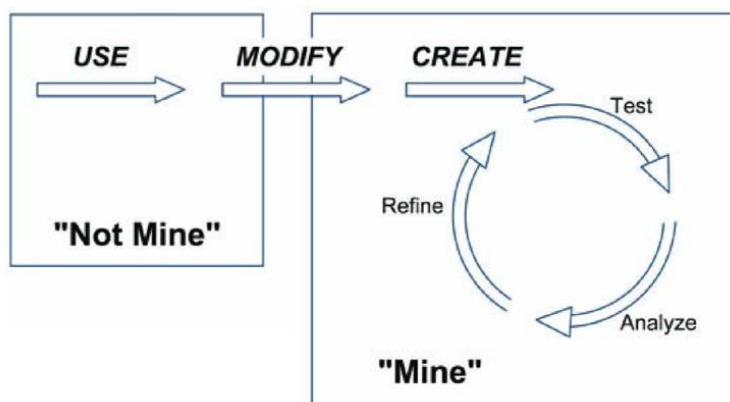 USE MODIFY CREATE
Test
Refine
"Not Mine"
Analyze
"Mine"